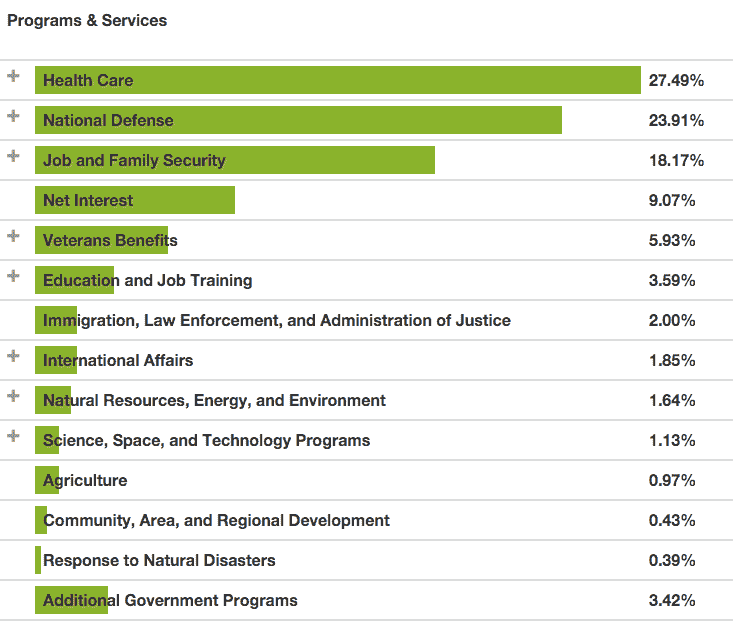 Programs & Services
Health Care 27.49%
National Defense 23.91%
Job and Family Security 18.17%
Net Interest 9.07%
Veterans Benefits 5.93%
Education and Job Training 3.59%
Immigration, Law Enforcement, and Administration of Justice 2.00%
International Affairs 1.85%
Natural Resources, Energy, and Environment 1.64%
Science, Space, and Technology Programs 1.13%
Agriculture 0.97%
Community, Area, and Regional Development 0.43%
Response to Natural Disasters 0.39%
Additional Government Programs 3.42%